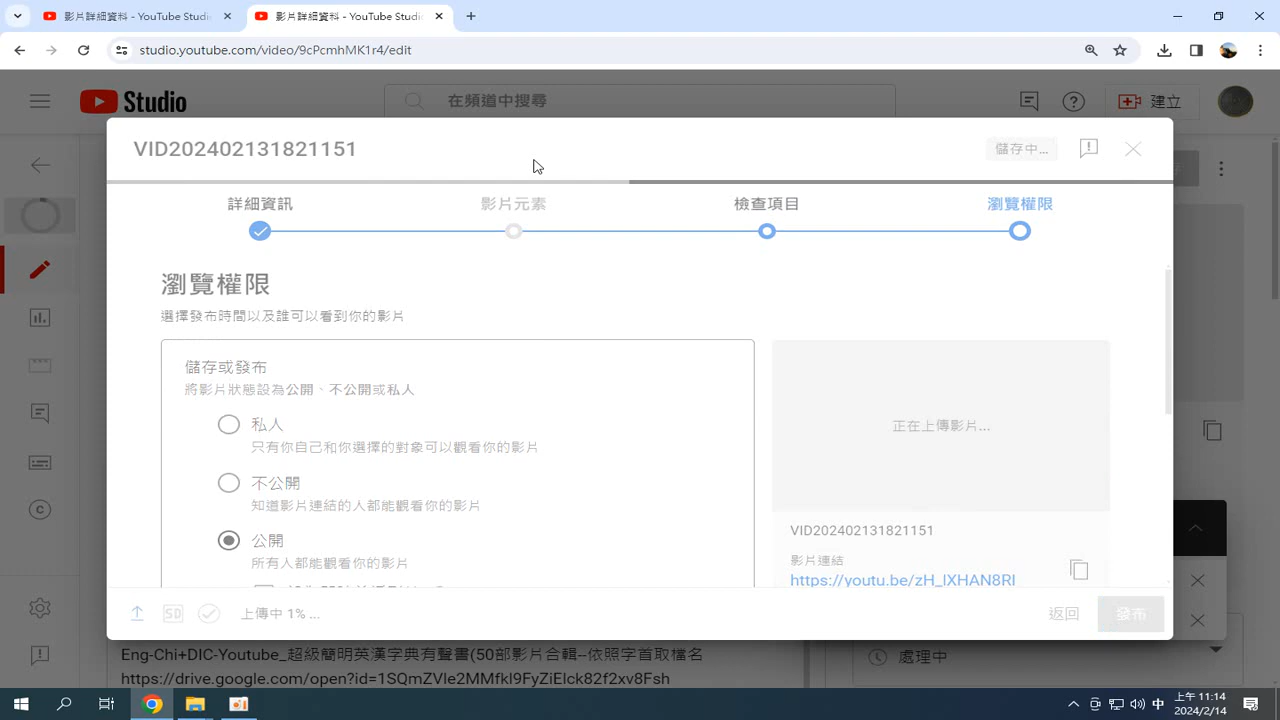 影片詳細資料 - YouTube Studio
影片詳細資料 - YouTube Studio
studio.youtube.com/video/9cPcmhMK1r4/edit
Studio
在頻道中搜尋
建立
VID202402131821151
儲存中...
詳細資訊
影片元素
檢查項目
瀏覽權限
瀏覽權限
選擇發布時間以及誰可以看到你的影片
儲存或發布
將影片狀態設為公開、不公開或私人
私人
只有你自己和你選擇的對象可以觀看你的影片
不公開
知道影片連結的人都能觀看你的影片
公開
所有人都能觀看你的影片
正在上傳影片...
VID202402131821151
影片連結
https://youtu.be/zH_lXHAN8RI
SD
上傳中 1% ...
返回
發布
Eng-Chi+DIC-Youtube_超級簡明英漢字典有聲書(50部影片合輯--依照字首取檔名
https://drive.google.com/open?id=1SQmZVle2MMfkl9FyZiElck82f2xv8Fsh
處理中
中
上午 11:14
2024/2/14